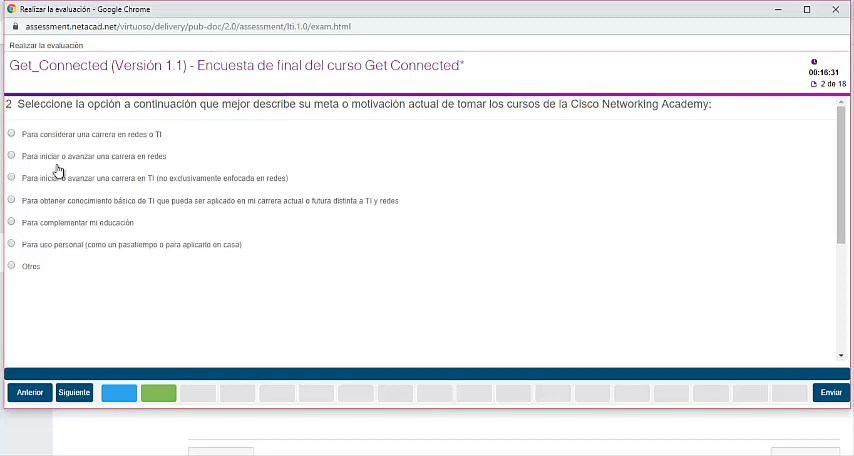 Realizar la evaluación - Google Chrome
assessment.netacad.net/virtuoso/delivery/pub-doc/2.0/assessment/lti.1.0/exam.html
Realizar la evaluación
Get_Connected (Versión 1.1) - Encuesta de final del curso Get Connected*
00:16:31
2 de 18
2 Seleccione la opción a continuación que mejor describe su meta o motivación actual de tomar los cursos de la Cisco Networking Academy:
Para considerar una carrera en redes o TI
Para iniciar o avanzar una carrera en redes
Para iniciar o avanzar una carrera en TI (no exclusivamente enfocada en redes)
Para obtener conocimiento básico de TI que pueda ser aplicado en mi carrera actual o futura distinta a TI y redes
Para complementar mi educación
Para uso personal (como un pasatiempo o para aplicarlo en casa)
Otros
Anterior Siguiente Enviar